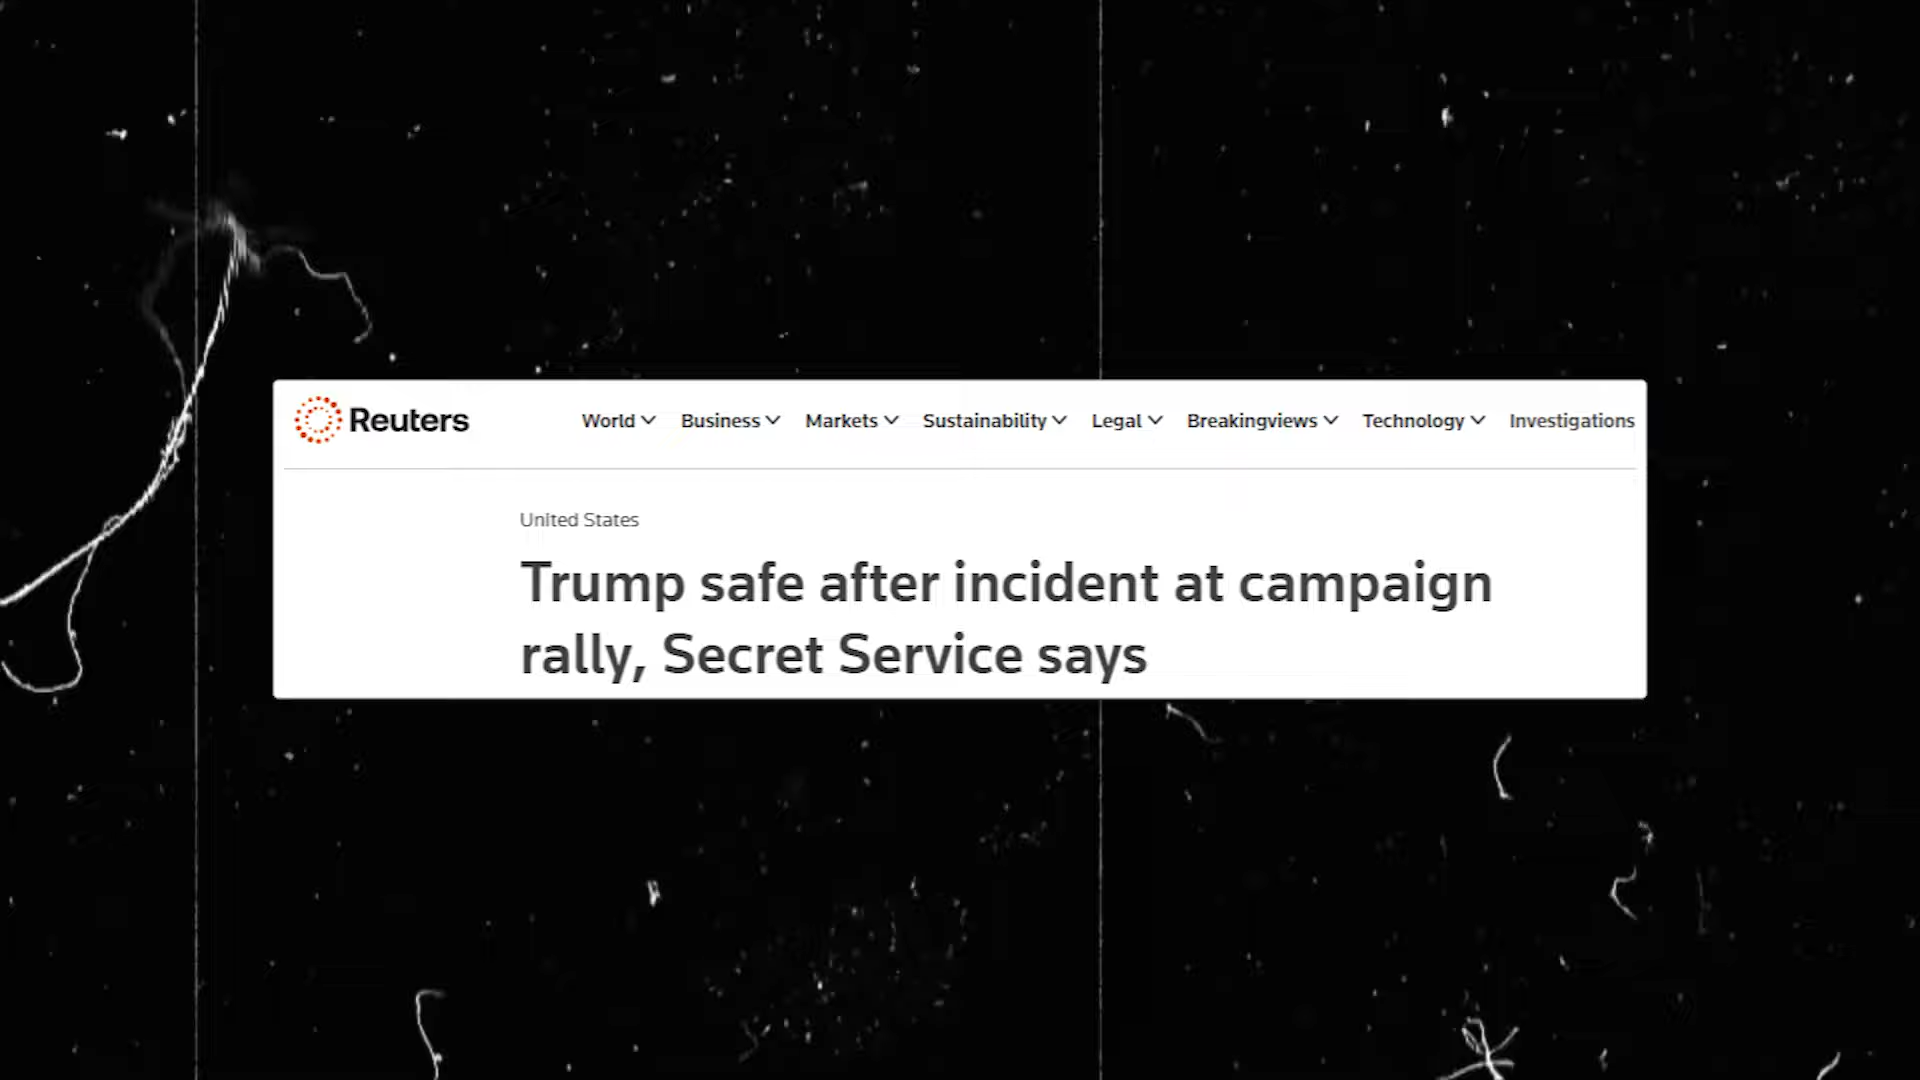 Reuters World Business Markets Sustainability Legal Breakingviews Technology Investigations
United States
Trump safe after incident at campaign
rally, Secret Service says